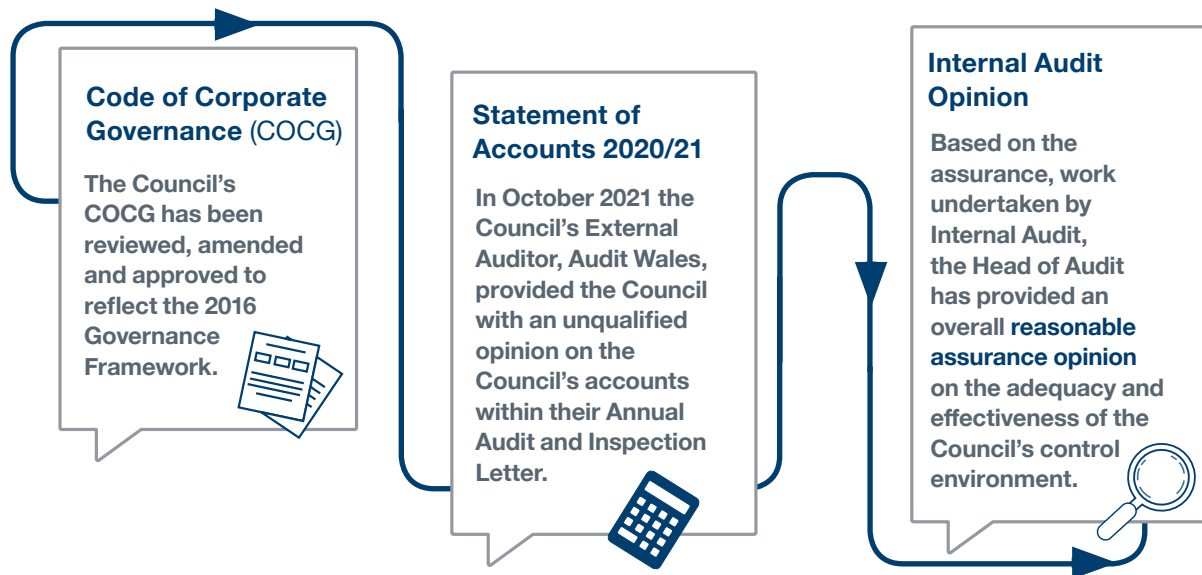 Code of Corporate
Governance (COCG)
The Council’s
COCG has been
reviewed, amended
and approved to
reflect the 2016
Governance
Framework.
Statement of
Accounts 2020/21
In October 2021 the
Council’s External
Auditor, Audit Wales,
provided the Council
with an unqualified
opinion on the
Council’s accounts
within their Annual
Audit and Inspection
Letter.
Internal Audit
Opinion
Based on the
assurance, work
undertaken by
Internal Audit,
the Head of Audit
has provided an
overall reasonable
assurance opinion
on the adequacy and
effectiveness of the
Council’s control
environment.